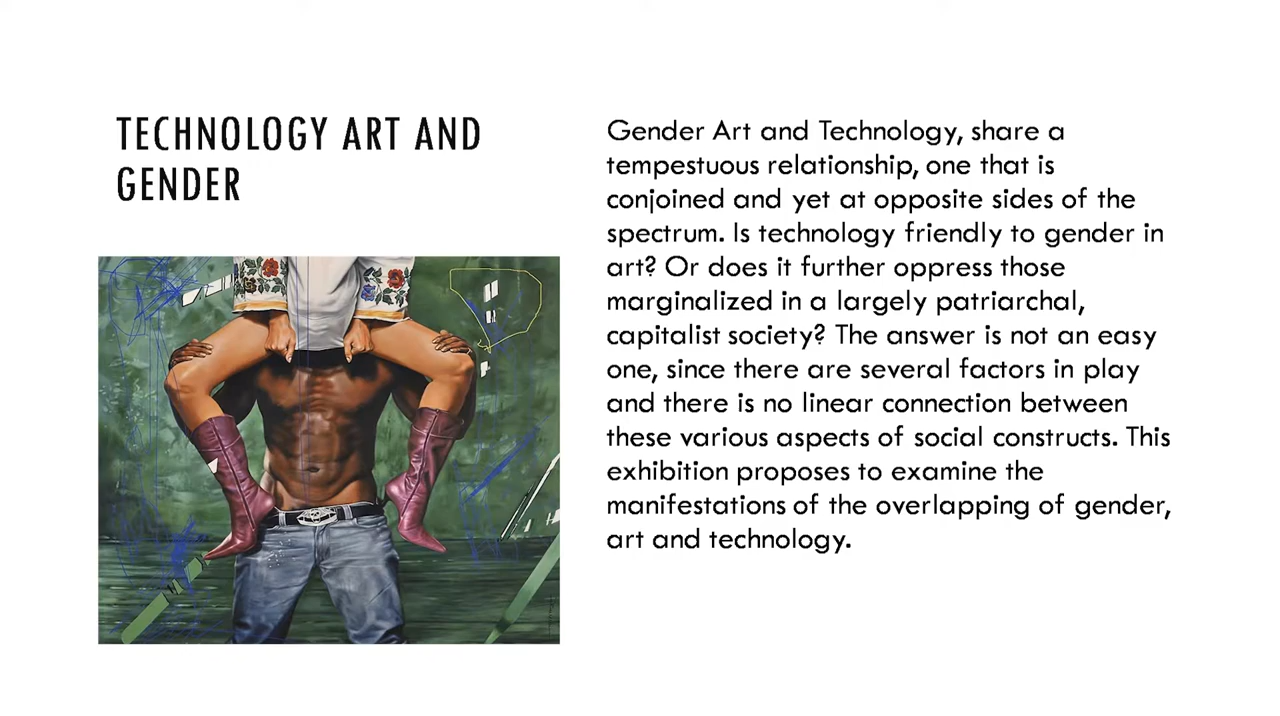 TECHNOLOGY ART AND
GENDER
Gender Art and Technology, share a
tempestuous relationship, one that is
conjoined and yet at opposite sides of the
spectrum. Is technology friendly to gender in
art? Or does it further oppress those
marginalized in a largely patriarchal,
capitalist society? The answer is not an easy
one, since there are several factors in play
and there is no linear connection between
these various aspects of social constructs. This
exhibition proposes to examine the
manifestations of the overlapping of gender,
art and technology.